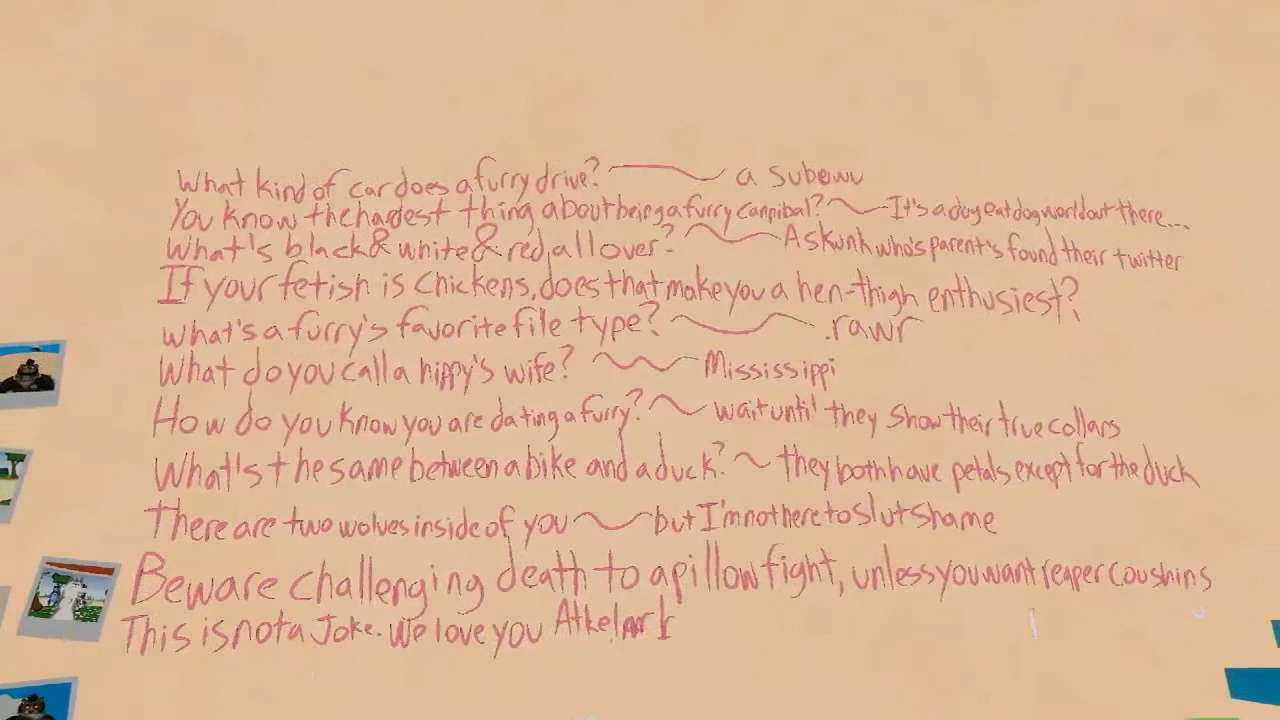 What kind of car does a furry drive? a subewu
You know the hardest thing about being a furry cannibal? It's a dog eat dog world out there...
What's black & white & red, all over? A skunk who's parent's found their twitter
If your fetish is chickens, does that make you a hen-thigh enthusiest?
What's a furry's favorite file type? .rawr
What do you call a hippy's wife? Mississippi
How do you know you are dating a furry? wait until they show their true collars
What's the same between a bike and a duck? they both have petals except for the duck
There are two wolves inside of you but I'm not here to slut shame
Beware challenging death to a pillow fight, unless you want reaper coushins
This is not a Joke. We love you Atkelar